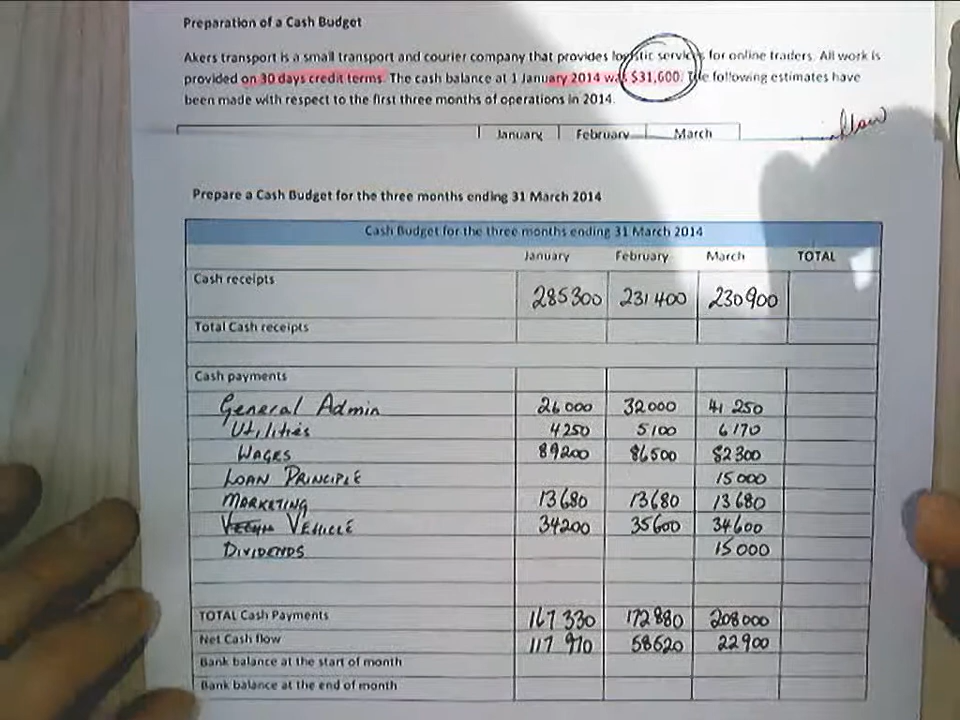 Preparation of a Cash Budget
Akers transport is a small transport and courier company that provides logistic services for online traders. All work is
provided on 30 days credit terms. The cash balance at 1 January 2014 was $31,600. The following estimates have
been made with respect to the first three months of operations in 2014.
January February March
Prepare a Cash Budget for the three months ending 31 March 2014
Cash Budget for the three months ending 31 March 2014
January February March TOTAL
Cash receipts 285300 231400 230900
Total Cash receipts
Cash payments
General Admin 26000 32000 41250
Utilities 4250 5100 6170
WAGES 89200 86500 82300
LOAN PRINCIPLE 15000
MARKETING 13680 13680 13680
VEHICLE 34200 35600 34600
DIVIDENDS 15000
TOTAL Cash Payments 167330 172880 208000
Net Cash flow 117970 58520 22900
Bank balance at the start of month
Bank balance at the end of month